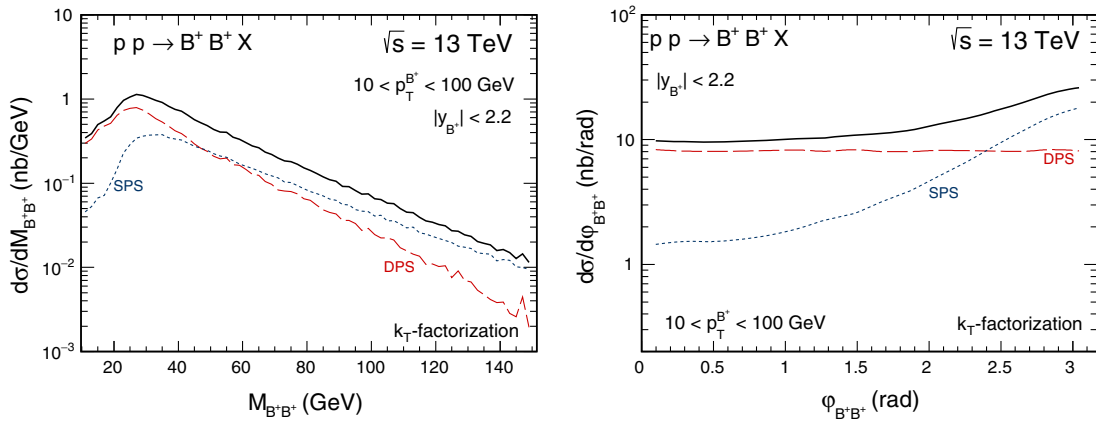 p p → B⁺ B⁺ X
√s = 13 TeV
10 < p_T^{B⁺} < 100 GeV
|y_{B⁺}| < 2.2
SPS
DPS
k_T-factorization
dσ/dM_{B⁺B⁺} (nb/GeV)
10
1
10⁻¹
10⁻²
10⁻³
20 40 60 80 100 120 140
M_{B⁺B⁺} (GeV)
p p → B⁺ B⁺ X
√s = 13 TeV
|y_{B⁺}| < 2.2
DPS
SPS
10 < p_T^{B⁺} < 100 GeV
k_T-factorization
dσ/dφ_{B⁺B⁺} (nb/rad)
10²
10
1
0 0.5 1 1.5 2 2.5 3
φ_{B⁺B⁺} (rad)